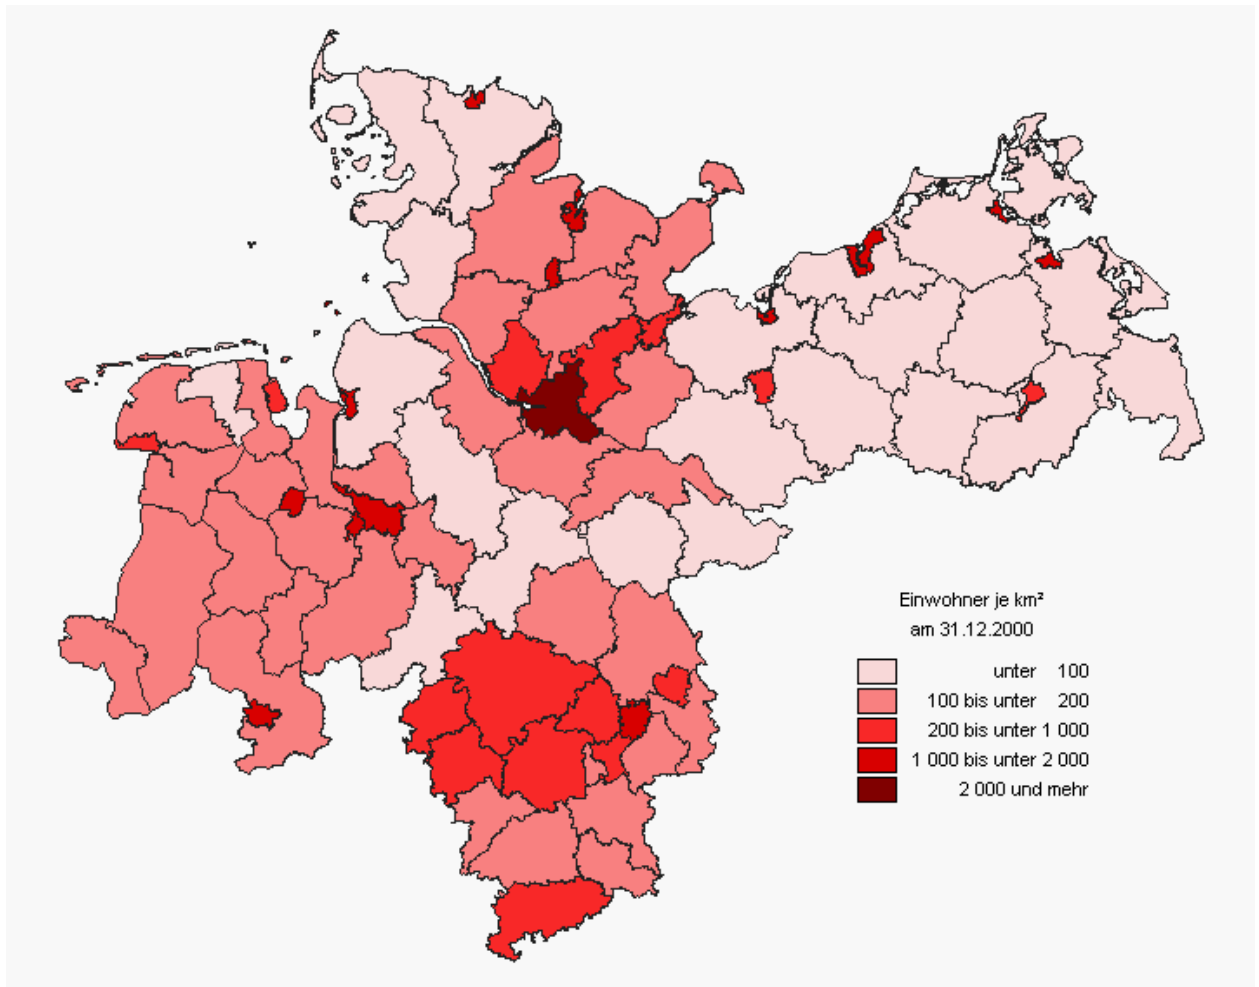 Einwohner je km²
am 31.12.2000
unter 100
100 bis unter 200
200 bis unter 1 000
1 000 bis unter 2 000
2 000 und mehr